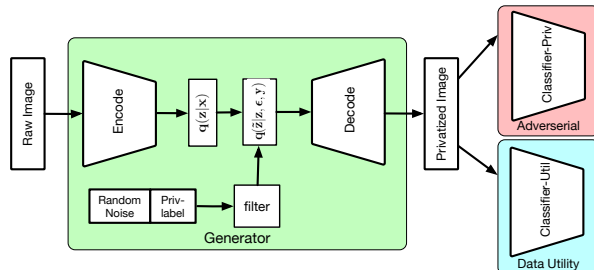 Raw Image
Encode
q(z|x)
q(z̃|z, ϵ, y)
Decode
Privatized Image
Classifier-Priv
Adverserial
Random
Noise
Priv-
label
filter
Generator
Classifier-Util
Data Utility